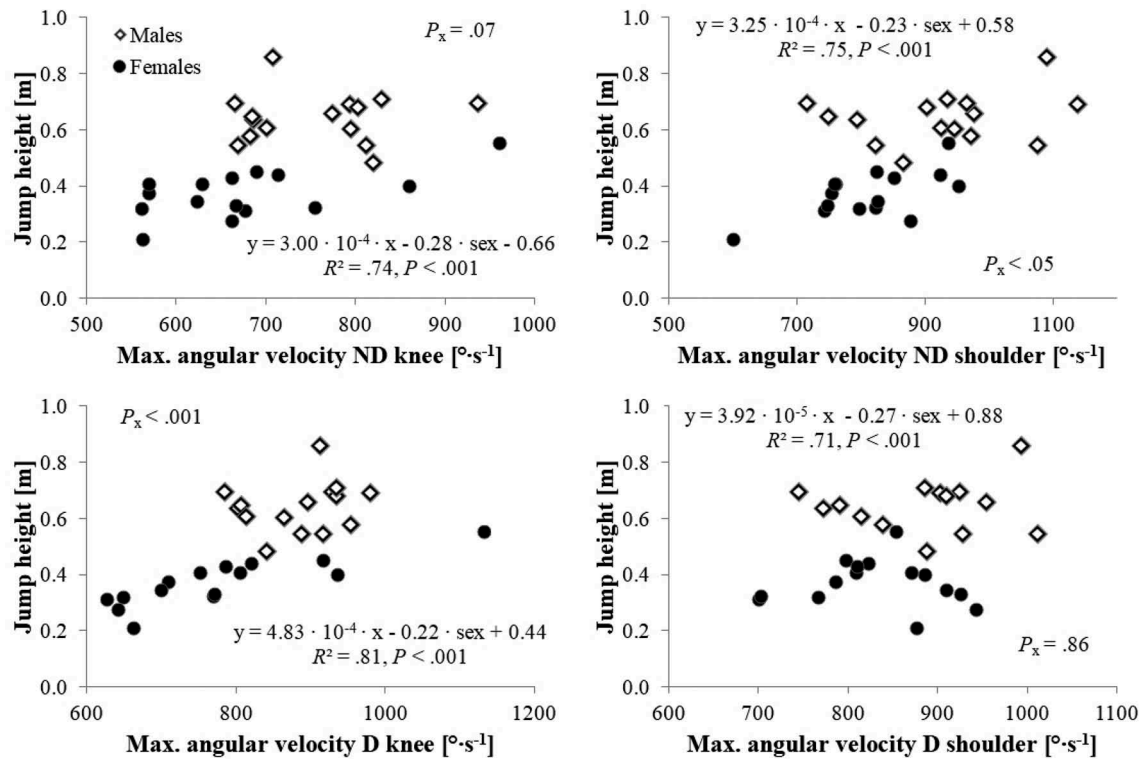 1.0
0.8
0.6
0.4
0.2
0.0
Jump height [m]
Males
Females
Pₓ = .07
y = 3.00 · 10⁻⁴ · x - 0.28 · sex - 0.66
R² = .74, P < .001
500 600 700 800 900 1000
Max. angular velocity ND knee [°·s⁻¹]
1.0
0.8
0.6
0.4
0.2
0.0
Jump height [m]
y = 3.25 · 10⁻⁴ · x - 0.23 · sex + 0.58
R² = .75, P < .001
Pₓ < .05
500 700 900 1100
Max. angular velocity ND shoulder [°·s⁻¹]
1.0
0.8
0.6
0.4
0.2
0.0
Jump height [m]
Pₓ < .001
y = 4.83 · 10⁻⁴ · x - 0.22 · sex + 0.44
R² = .81, P < .001
600 800 1000 1200
Max. angular velocity D knee [°·s⁻¹]
1.0
0.8
0.6
0.4
0.2
0.0
Jump height [m]
y = 3.92 · 10⁻⁵ · x - 0.27 · sex + 0.88
R² = .71, P < .001
Pₓ = .86
600 700 800 900 1000 1100
Max. angular velocity D shoulder [°·s⁻¹]